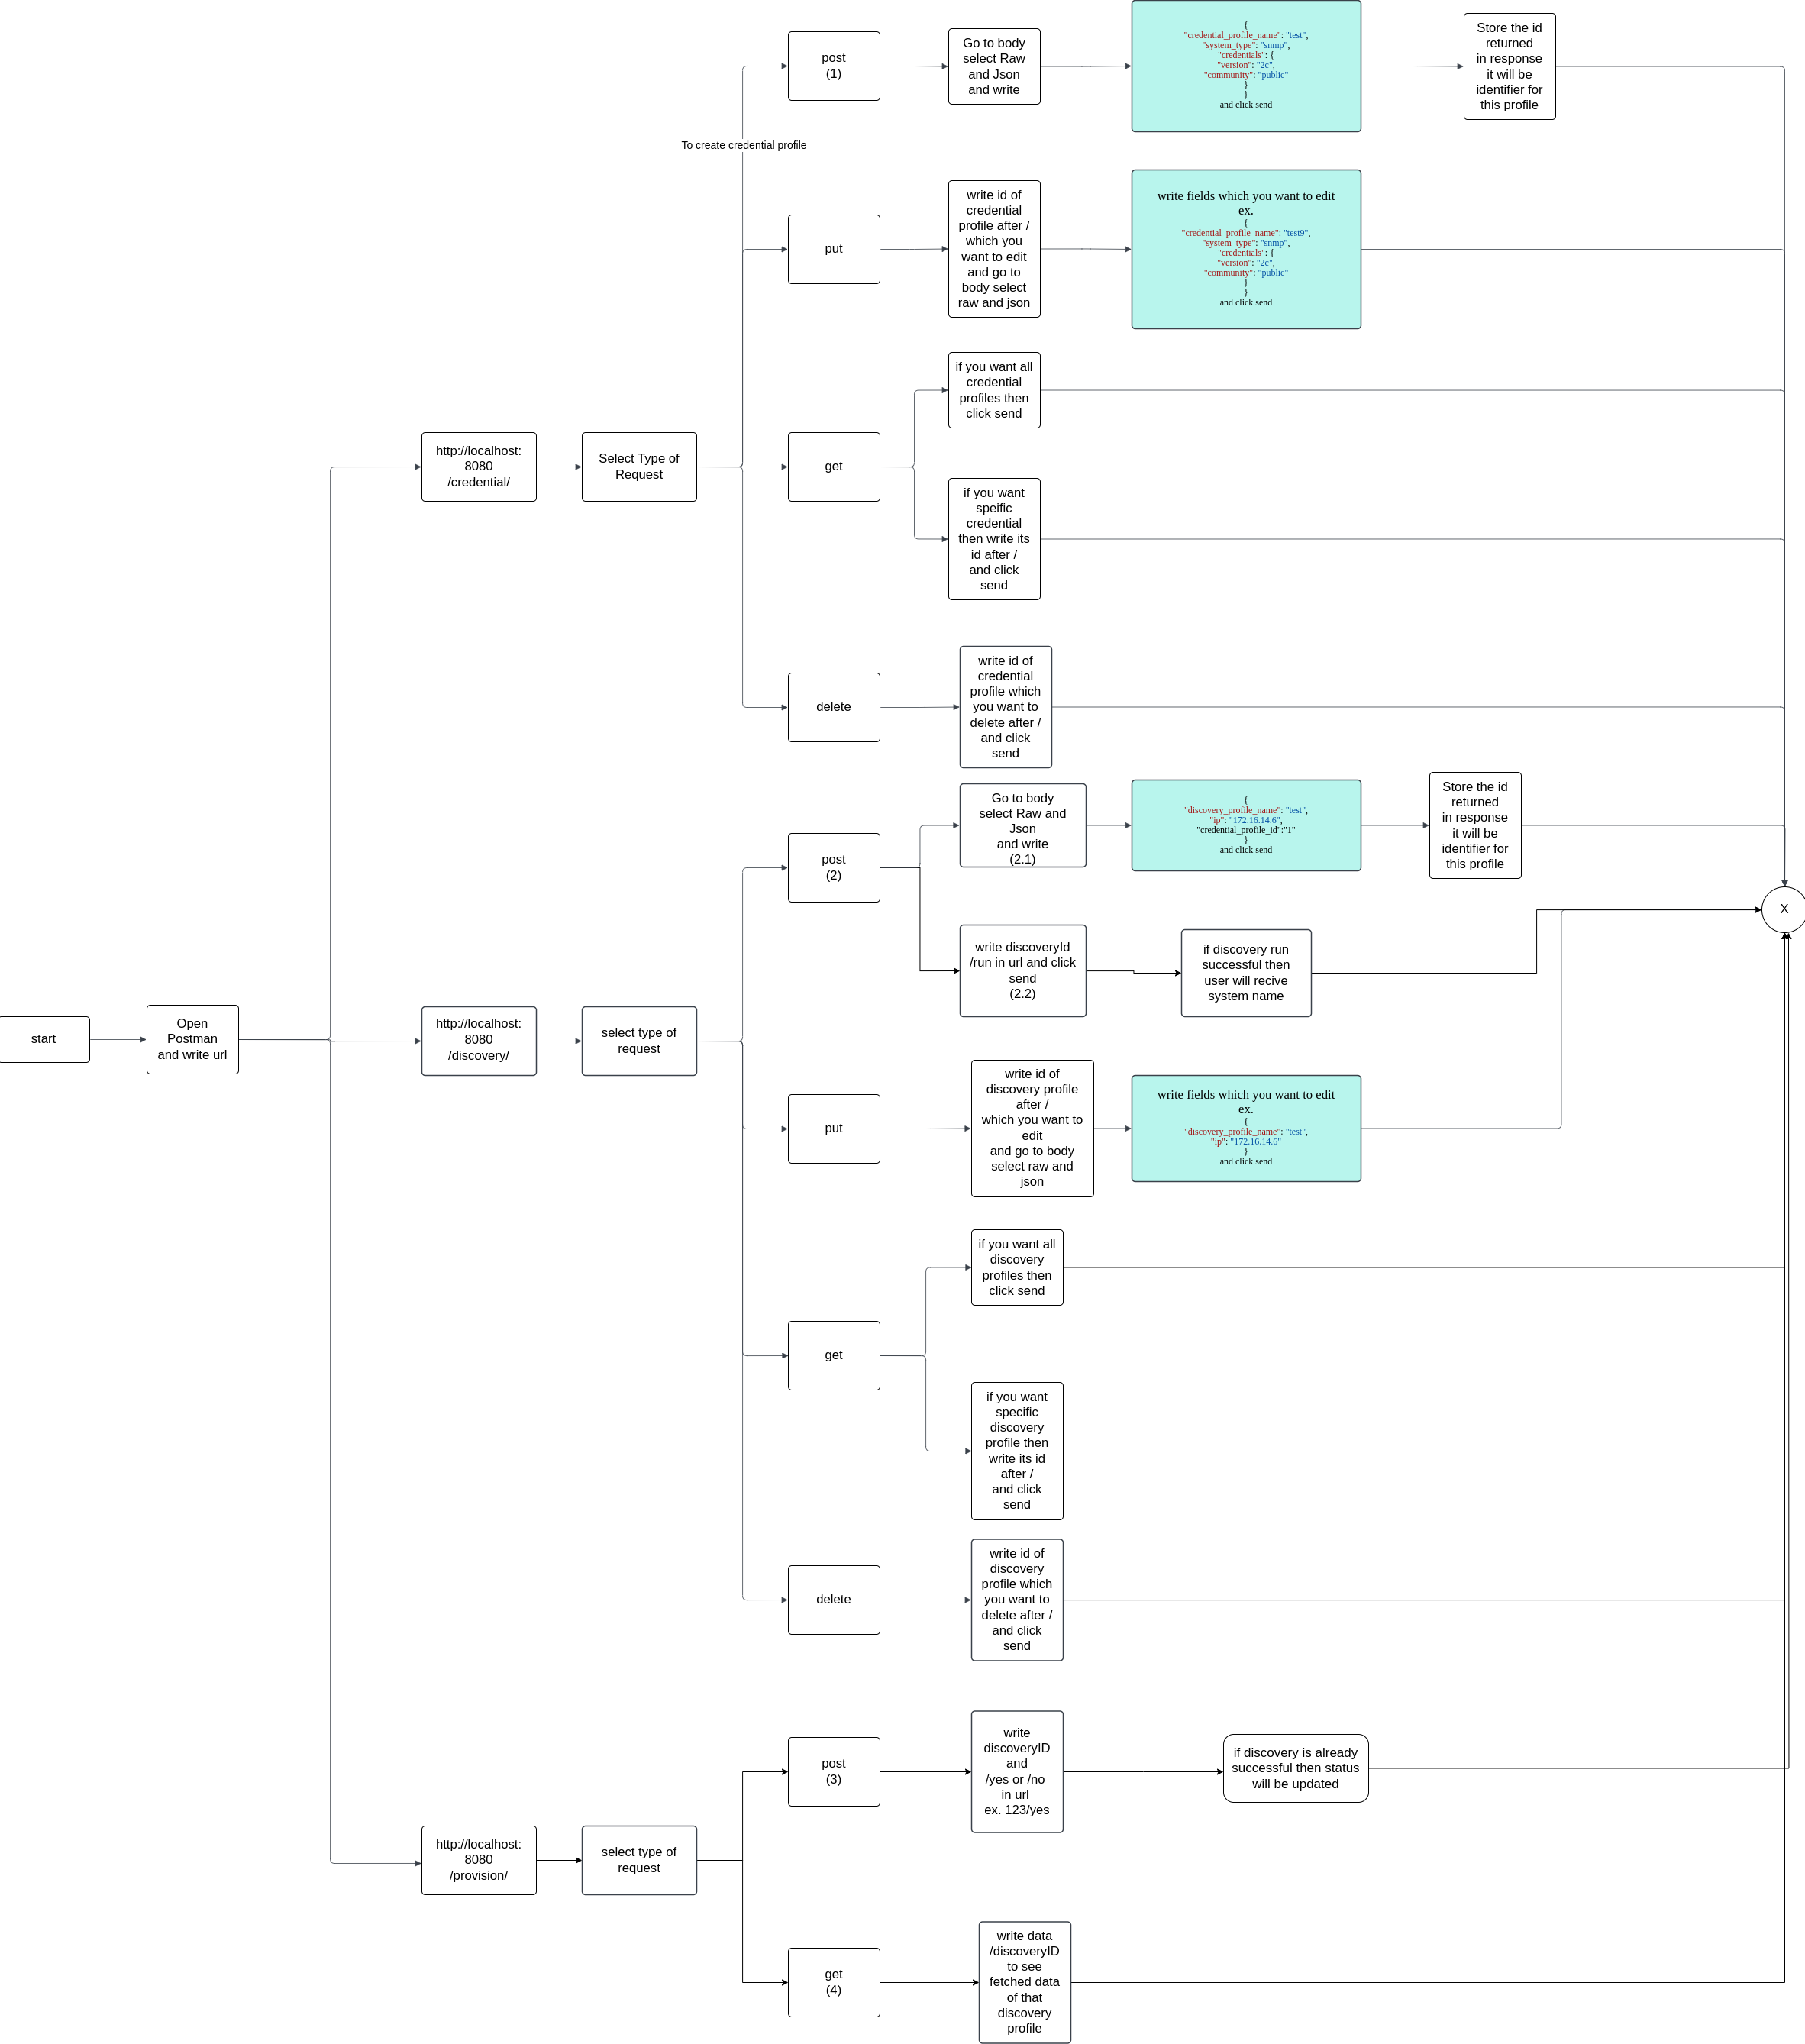 start
Open
Postman
and write url
http://localhost:
8080
/credential/
Select Type of
Request
To create credential profile
post
(1)
Go to body
select Raw
and Json
and write
{
"credential_profile_name": "test",
"system_type": "snmp",
"credentials": {
"version": "2c",
"community": "public"
}
}
and click send
Store the id
returned
in response
it will be
identifier for
this profile
put
write id of
credential
profile after /
which you
want to edit
and go to
body select
raw and json
write fields which you want to edit
ex.
{
"credential_profile_name": "test9",
"system_type": "snmp",
"credentials": {
"version": "2c",
"community": "public"
}
}
and click send
get
if you want all
credential
profiles then
click send
if you want
speific
credential
then write its
id after /
and click
send
delete
write id of
credential
profile which
you want to
delete after /
and click
send
http://localhost:
8080
/discovery/
select type of
request
post
(2)
Go to body
select Raw and
Json
and write
(2.1)
{
"discovery_profile_name": "test",
"ip": "172.16.14.6",
"credential_profile_id":"1"
}
and click send
Store the id
returned
in response
it will be
identifier for
this profile
write discoveryId
/run in url and click
send
(2.2)
if discovery run
successful then
user will recive
system name
X
put
write id of
discovery profile
after /
which you want to
edit
and go to body
select raw and
json
write fields which you want to edit
ex.
{
"discovery_profile_name": "test",
"ip": "172.16.14.6"
}
and click send
get
if you want all
discovery
profiles then
click send
if you want
specific
discovery
profile then
write its id
after /
and click
send
delete
write id of
discovery
profile which
you want to
delete after /
and click
send
http://localhost:
8080
/provision/
select type of
request
post
(3)
write
discoveryID
and
/yes or /no
in url
ex. 123/yes
if discovery is already
successful then status
will be updated
get
(4)
write data
/discoveryID
to see
fetched data
of that
discovery
profile